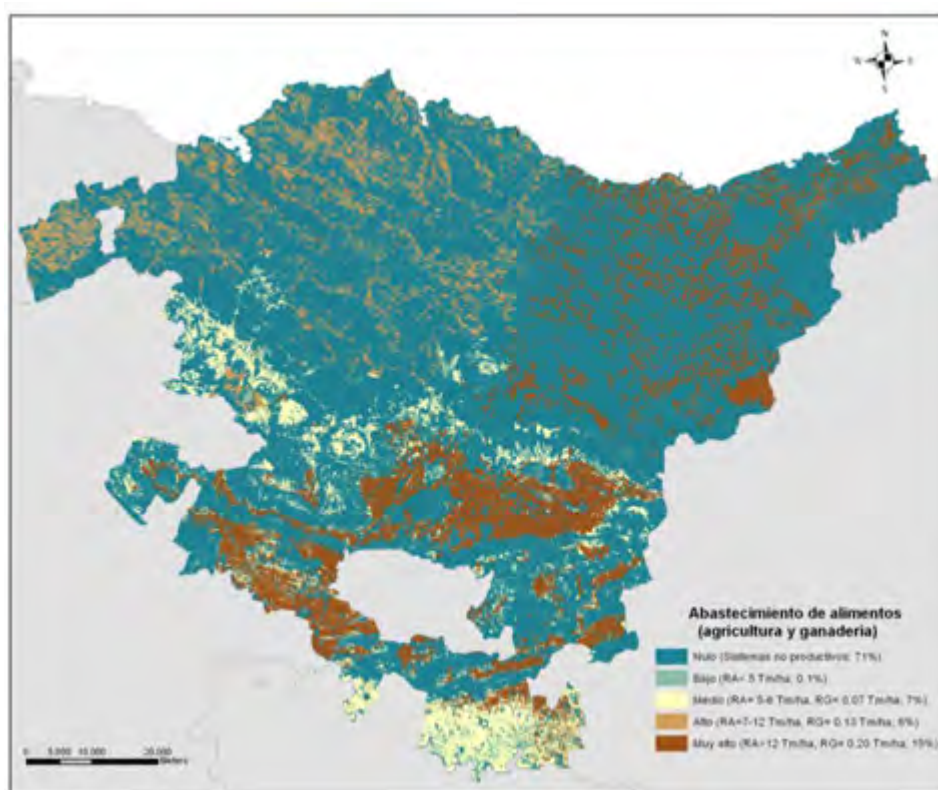 N
W E
S
Abastecimiento de alimentos
(agricultura y ganaderia)
Nulo (Sistemas no productivos; 71%)
Bajo (RA< 5 Tm/ha; 0.1%)
Medio (RA= 5-6 Tm/ha, RG= 0.07 Tm/ha; 7%)
Alto (RA=7-12 Tm/ha, RG= 0.13 Tm/ha; 6%)
Muy alto (RA>12 Tm/ha, RG= 0.20 Tm/ha; 15%)
0 5.000 10.000 20.000
Meters